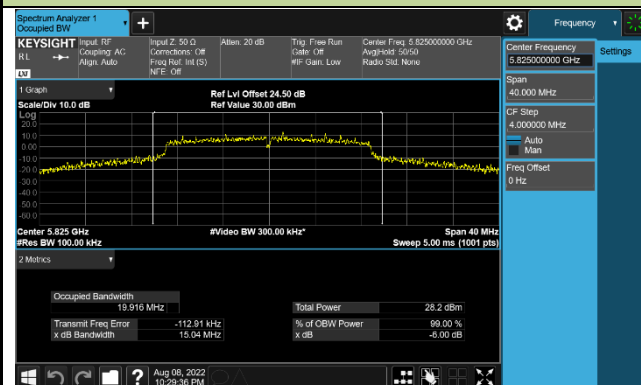 Spectrum Analyzer 1
Occupied BW
+
Frequency
KEYSIGHT
RL
LXI
Input: RF
Coupling: AC
Align: Auto
Input Z: 50 Ω
Corrections: Off
Freq Ref: Int (S)
NFE: Off
Atten: 20 dB
Trig: Free Run
Gate: Off
#IF Gain: Low
Center Freq: 5.825000000 GHz
Avg|Hold: 50/50
Radio Std: None
Center Frequency
5.825000000 GHz
Settings
Span
40.000 MHz
CF Step
4.000000 MHz
Auto
Man
Freq Offset
0 Hz
1 Graph
Scale/Div 10.0 dB
Ref Lvl Offset 24.50 dB
Ref Value 30.00 dBm
Log
20.0
10.0
0.00
-10.0
-20.0
-30.0
-40.0
-50.0
-60.0
Center 5.825 GHz
#Video BW 300.00 kHz*
Span 40 MHz
#Res BW 100.00 kHz
Sweep 5.00 ms (1001 pts)
2 Metrics
Occupied Bandwidth
19.916 MHz
Total Power 28.2 dBm
Transmit Freq Error -112.91 kHz
% of OBW Power 99.00 %
x dB Bandwidth 15.04 MHz
x dB -6.00 dB
?
Aug 08, 2022
10:29:36 PM